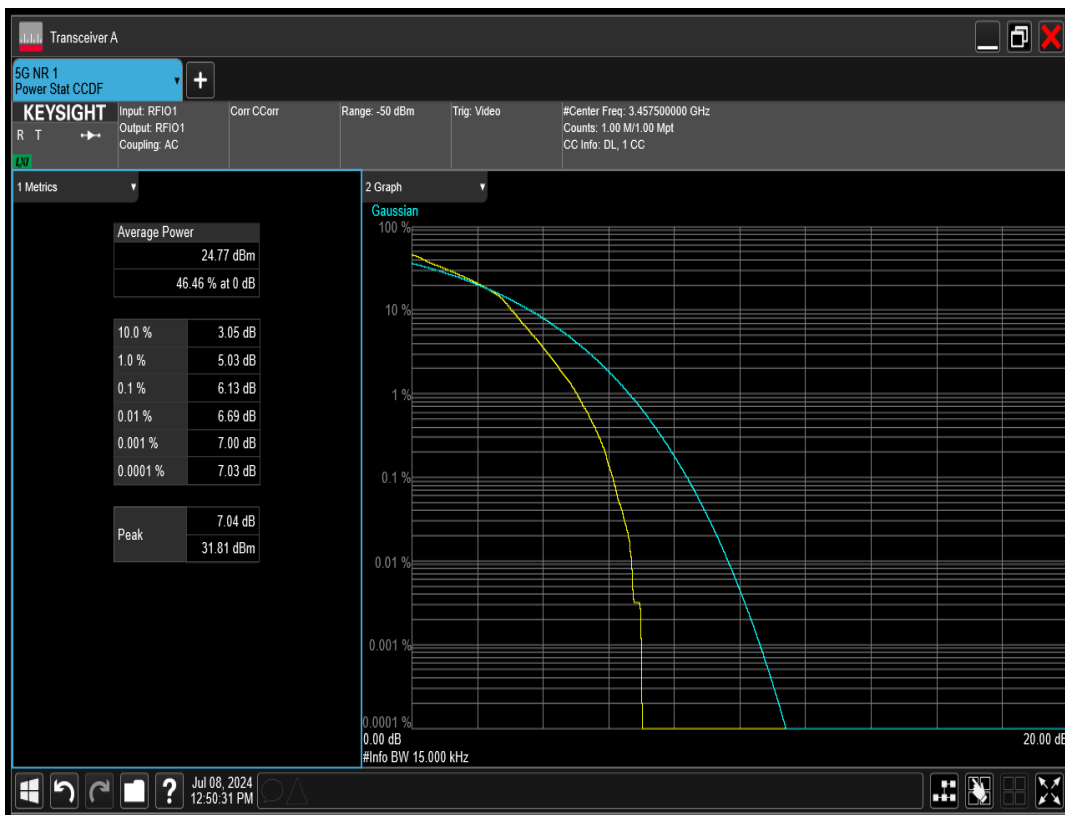 Transceiver A
5G NR 1
Power Stat CCDF
+
KEYSIGHT
R T
LXI
Input: RFIO1
Output: RFIO1
Coupling: AC
Corr CCorr
Range: -50 dBm
Trig: Video
#Center Freq: 3.457500000 GHz
Counts: 1.00 M/1.00 Mpt
CC Info: DL, 1 CC
1 Metrics
Average Power
24.77 dBm
46.46 % at 0 dB
10.0 % 3.05 dB
1.0 % 5.03 dB
0.1 % 6.13 dB
0.01 % 6.69 dB
0.001 % 7.00 dB
0.0001 % 7.03 dB
Peak
7.04 dB
31.81 dBm
2 Graph
Gaussian
100 %
10 %
1 %
0.1 %
0.01 %
0.001 %
0.0001 %
0.00 dB 20.00 dB
#Info BW 15.000 kHz
?
Jul 08, 2024
12:50:31 PM